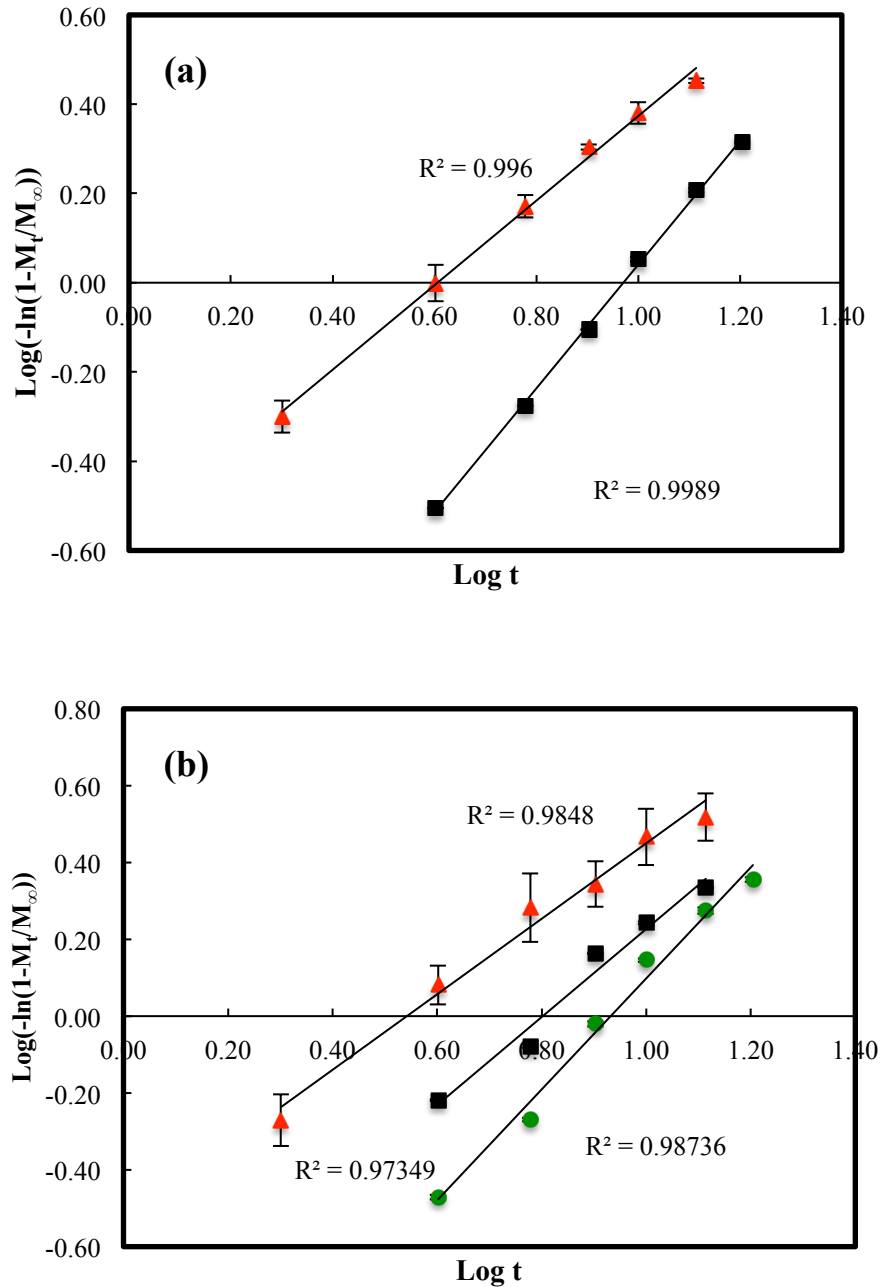 0.60
(a)
0.40
R² = 0.996
0.20
0.00
0.00 0.20 0.40 0.60 0.80 1.00 1.20 1.40
-0.20
-0.40
R² = 0.9989
-0.60
Log(-ln(1-Mt/M∞))
Log t
0.80
(b)
0.60
R² = 0.9848
0.40
0.20
0.00
0.00 0.20 0.40 0.60 0.80 1.00 1.20 1.40
-0.20
R² = 0.98736
R² = 0.97349
-0.40
-0.60
Log(-ln(1-Mt/M∞))
Log t